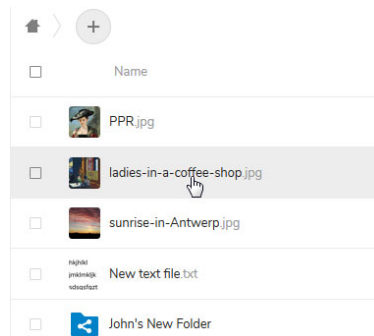 Name
PPR.jpg
ladies-in-a-coffee-shop.jpg
sunrise-in-Antwerp.jpg
New text file.txt
John's New Folder